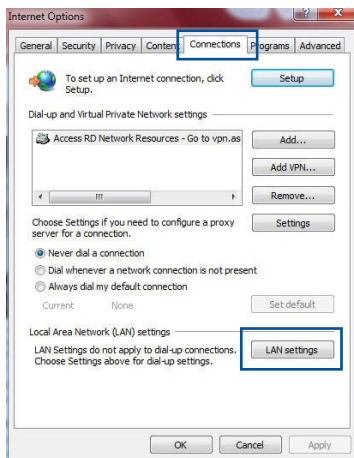 Internet Options
General Security Privacy Content Connections Programs Advanced
To set up an Internet connection, click
Setup.
Setup
Dial-up and Virtual Private Network settings
Access RD Network Resources - Go to vpn.as
Add...
Add VPN...
Remove...
Choose Settings if you need to configure a proxy
server for a connection.
Settings
Never dial a connection
Dial whenever a network connection is not present
Always dial my default connection
Current None
Set default
Local Area Network (LAN) settings
LAN Settings do not apply to dial-up connections.
Choose Settings above for dial-up settings.
LAN settings
OK Cancel Apply